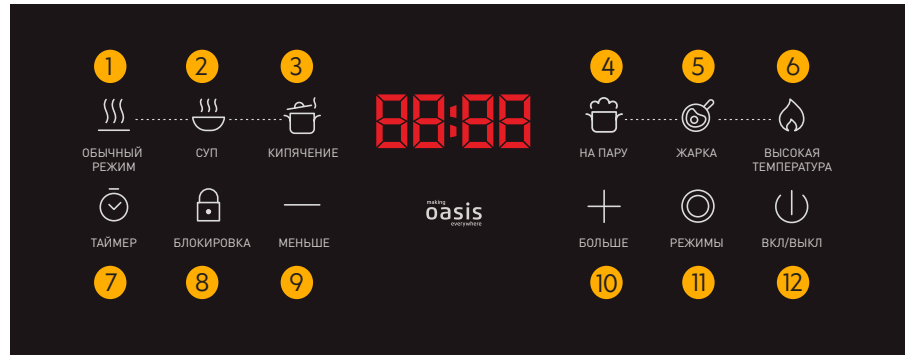 1 2 3 4 5 6
88:88
ОБЫЧНЫЙ
РЕЖИМ
СУП
КИПЯЧЕНИЕ
НА ПАРУ
ЖАРКА
ВЫСОКАЯ
ТЕМПЕРАТУРА
making
oasis
everywhere
ТАЙМЕР
БЛОКИРОВКА
МЕНЬШЕ
БОЛЬШЕ
РЕЖИМЫ
ВКЛ/ВЫКЛ
7 8 9 10 11 12